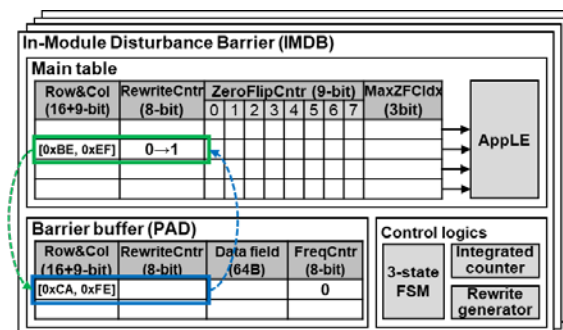 In-Module Disturbance Barrier (IMDB)
Main table
Row&Col RewriteCntr ZeroFlipCntr (9-bit) MaxZFCIdx
(16+9-bit) (8-bit) 0 1 2 3 4 5 6 7 (3bit)
AppLE
[0xBE, 0xEF] 0→1
Barrier buffer (PAD)
Row&Col RewriteCntr Data field FreqCntr
(16+9-bit) (8-bit) (64B) (8-bit)
[0xCA, 0xFE] 0
Control logics
3-state
FSM
Integrated
counter
Rewrite
generator